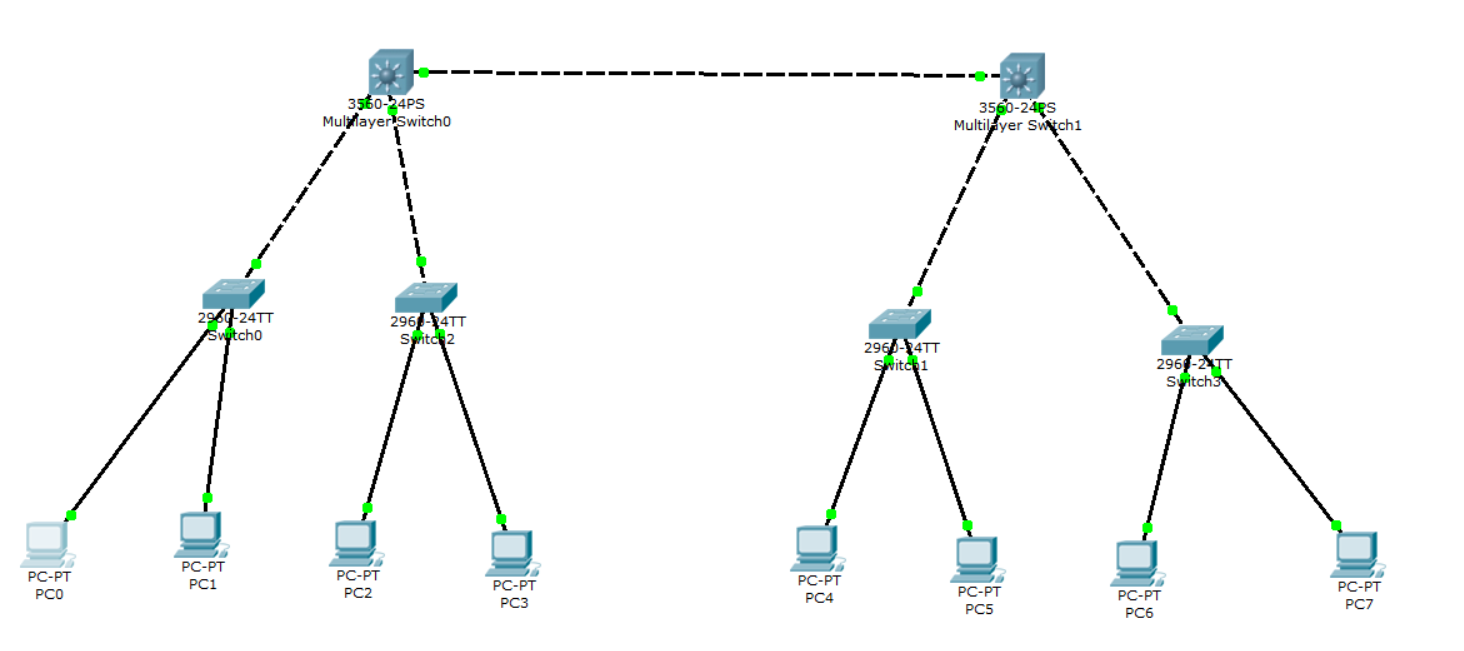 3560-24PS
Multilayer Switch0
3560-24PS
Multilayer Switch1
2960-24TT
Switch0
2960-24TT
Switch2
2960-24TT
Switch1
2960-24TT
Switch3
PC-PT
PC0
PC-PT
PC1
PC-PT
PC2
PC-PT
PC3
PC-PT
PC4
PC-PT
PC5
PC-PT
PC6
PC-PT
PC7